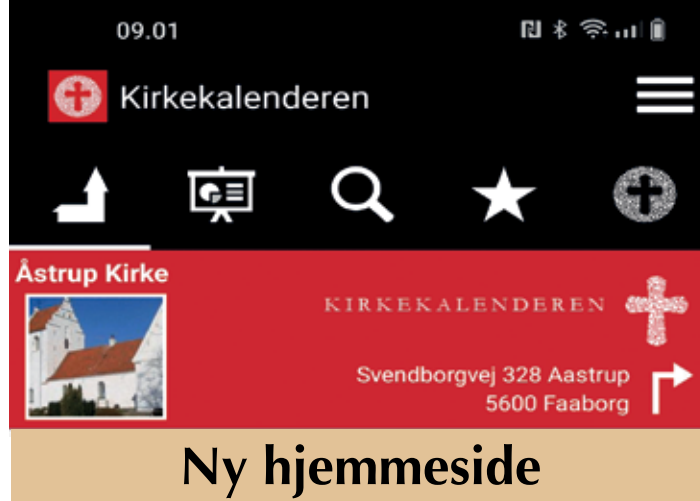 09.01
Kirkekalenderen
Åstrup Kirke
KIRKEKALENDEREN
Svendborgvej 328 Aastrup
5600 Faaborg
Ny hjemmeside